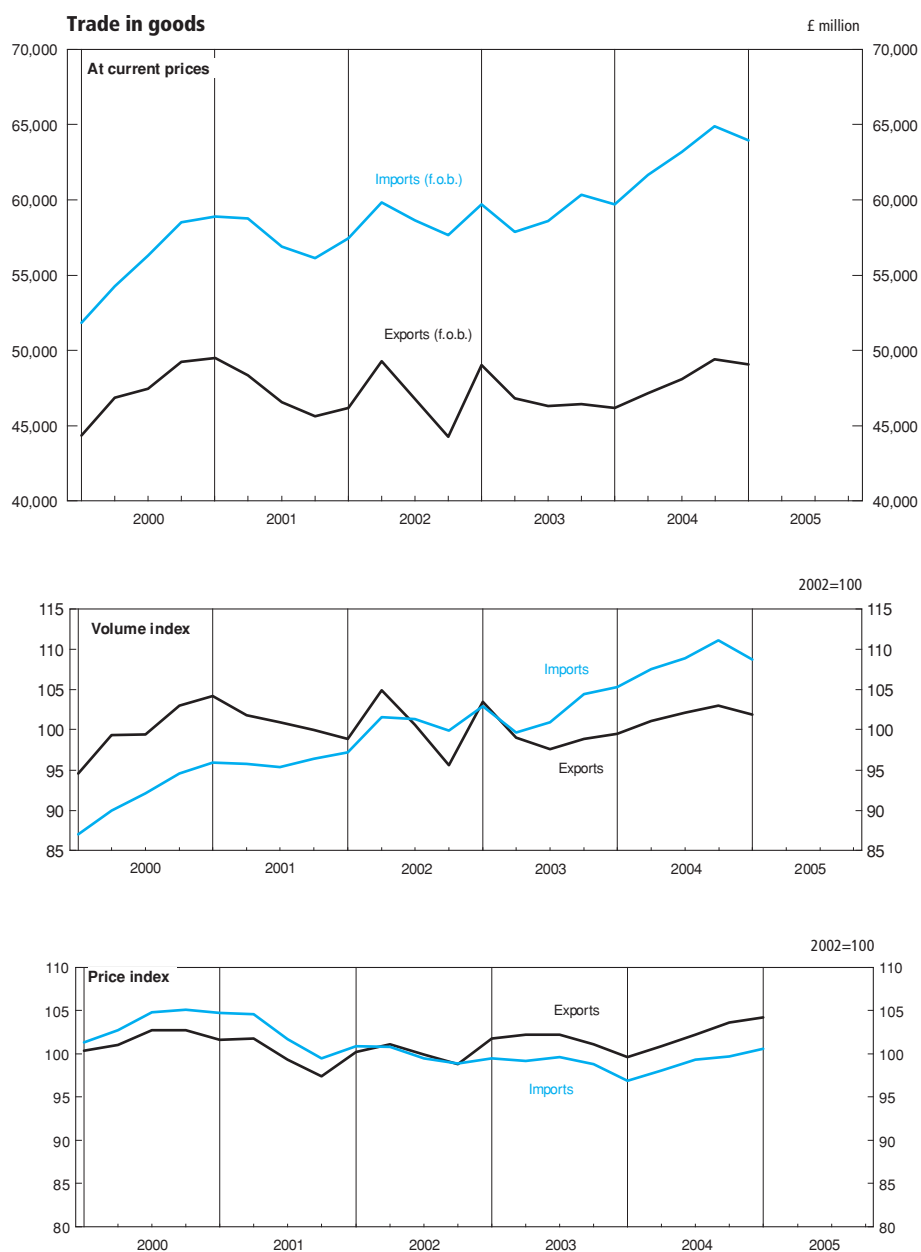 Trade in goods £ million
70,000 70,000
At current prices
65,000 65,000
Imports (f.o.b.)
60,000 60,000
55,000 55,000
Exports (f.o.b.)
50,000 50,000
45,000 45,000
40,000 40,000
2000 2001 2002 2003 2004 2005
2002=100
115 115
Volume index
110 110
Imports
105 105
100 100
Exports
95 95
90 90
85 85
2000 2001 2002 2003 2004 2005
2002=100
110 110
Price index
105 105
Exports
100 100
Imports
95 95
90 90
85 85
80 80
2000 2001 2002 2003 2004 2005